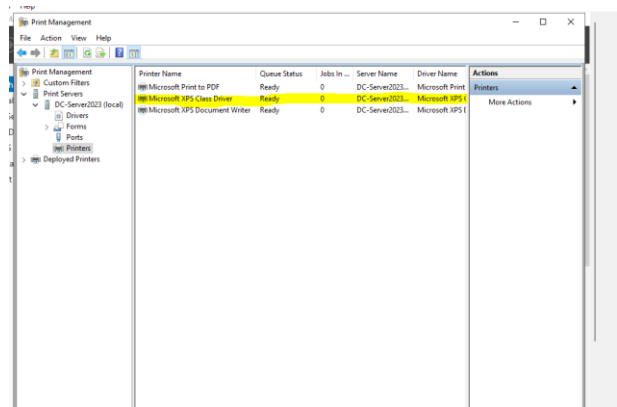 Help
Print Management
File Action View Help
Print Management
Custom Filters
Print Servers
DC-Server2023 (local)
Drivers
Forms
Ports
Printers
Deployed Printers
Printer Name Queue Status Jobs In ... Server Name Driver Name
Microsoft Print to PDF Ready 0 DC-Server2023... Microsoft Print
Microsoft XPS Class Driver Ready 0 DC-Server2023... Microsoft XPS
Microsoft XPS Document Writer Ready 0 DC-Server2023... Microsoft XPS
Actions
Printers
More Actions